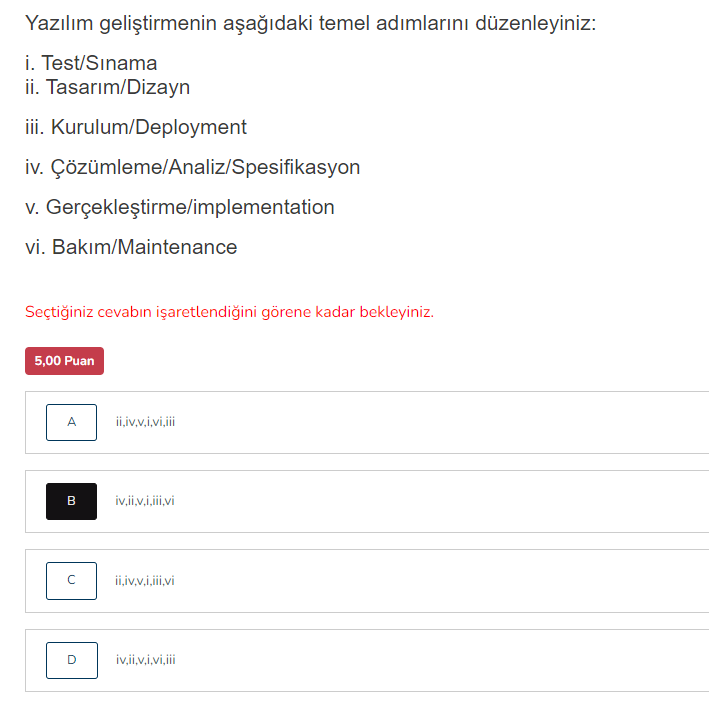 Yazılım geliştirmenin aşağıdaki temel adımlarını düzenleyiniz:
i. Test/Sınama
ii. Tasarım/Dizayn
iii. Kurulum/Deployment
iv. Çözümleme/Analiz/Spesifikasyon
v. Gerçekleştirme/implementation
vi. Bakım/Maintenance
Seçtiğiniz cevabın işaretlendiğini görene kadar bekleyiniz.
5,00 Puan
A ii,iv,v,i,vi,iii
B iv,ii,v,i,iii,vi
C ii,iv,v,i,iii,vi
D iv,ii,v,i,vi,iii